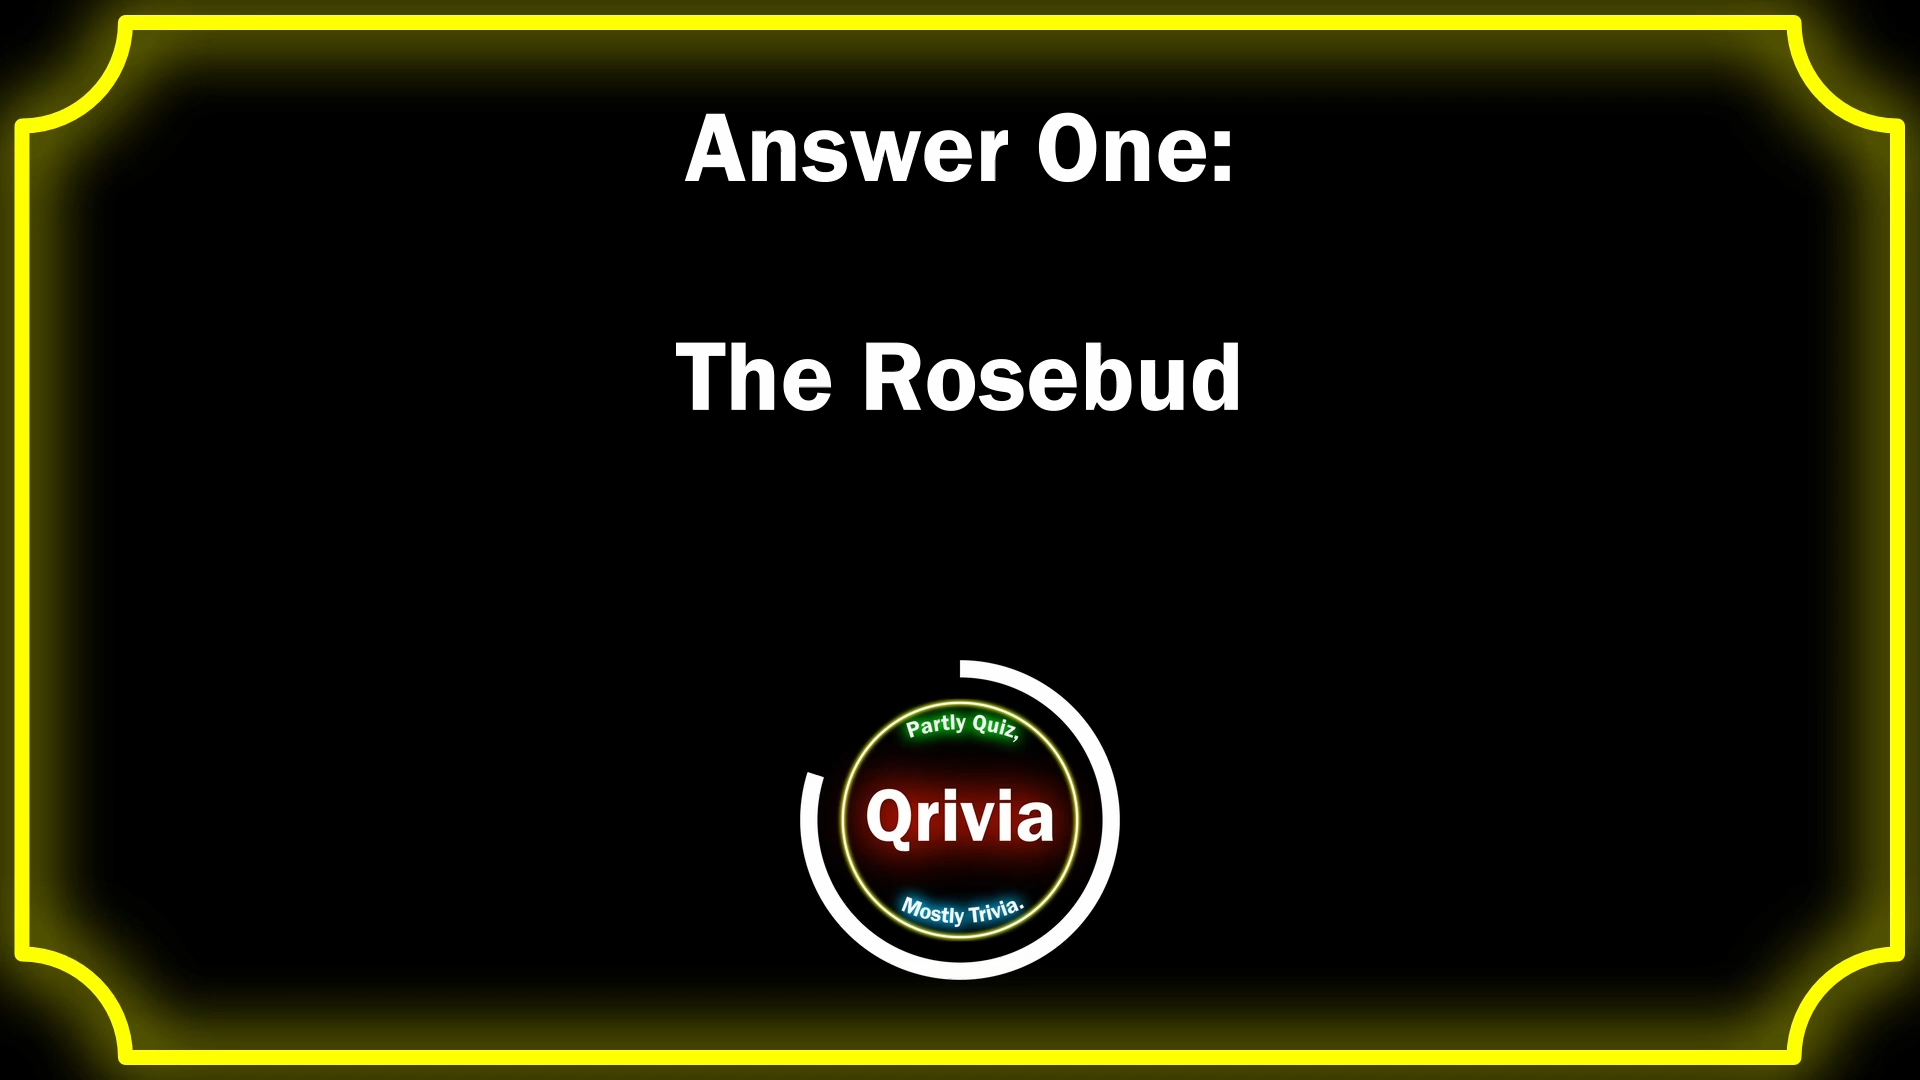 Answer One:
The Rosebud
Partly Quiz,
Qrivia
Mostly Trivia.